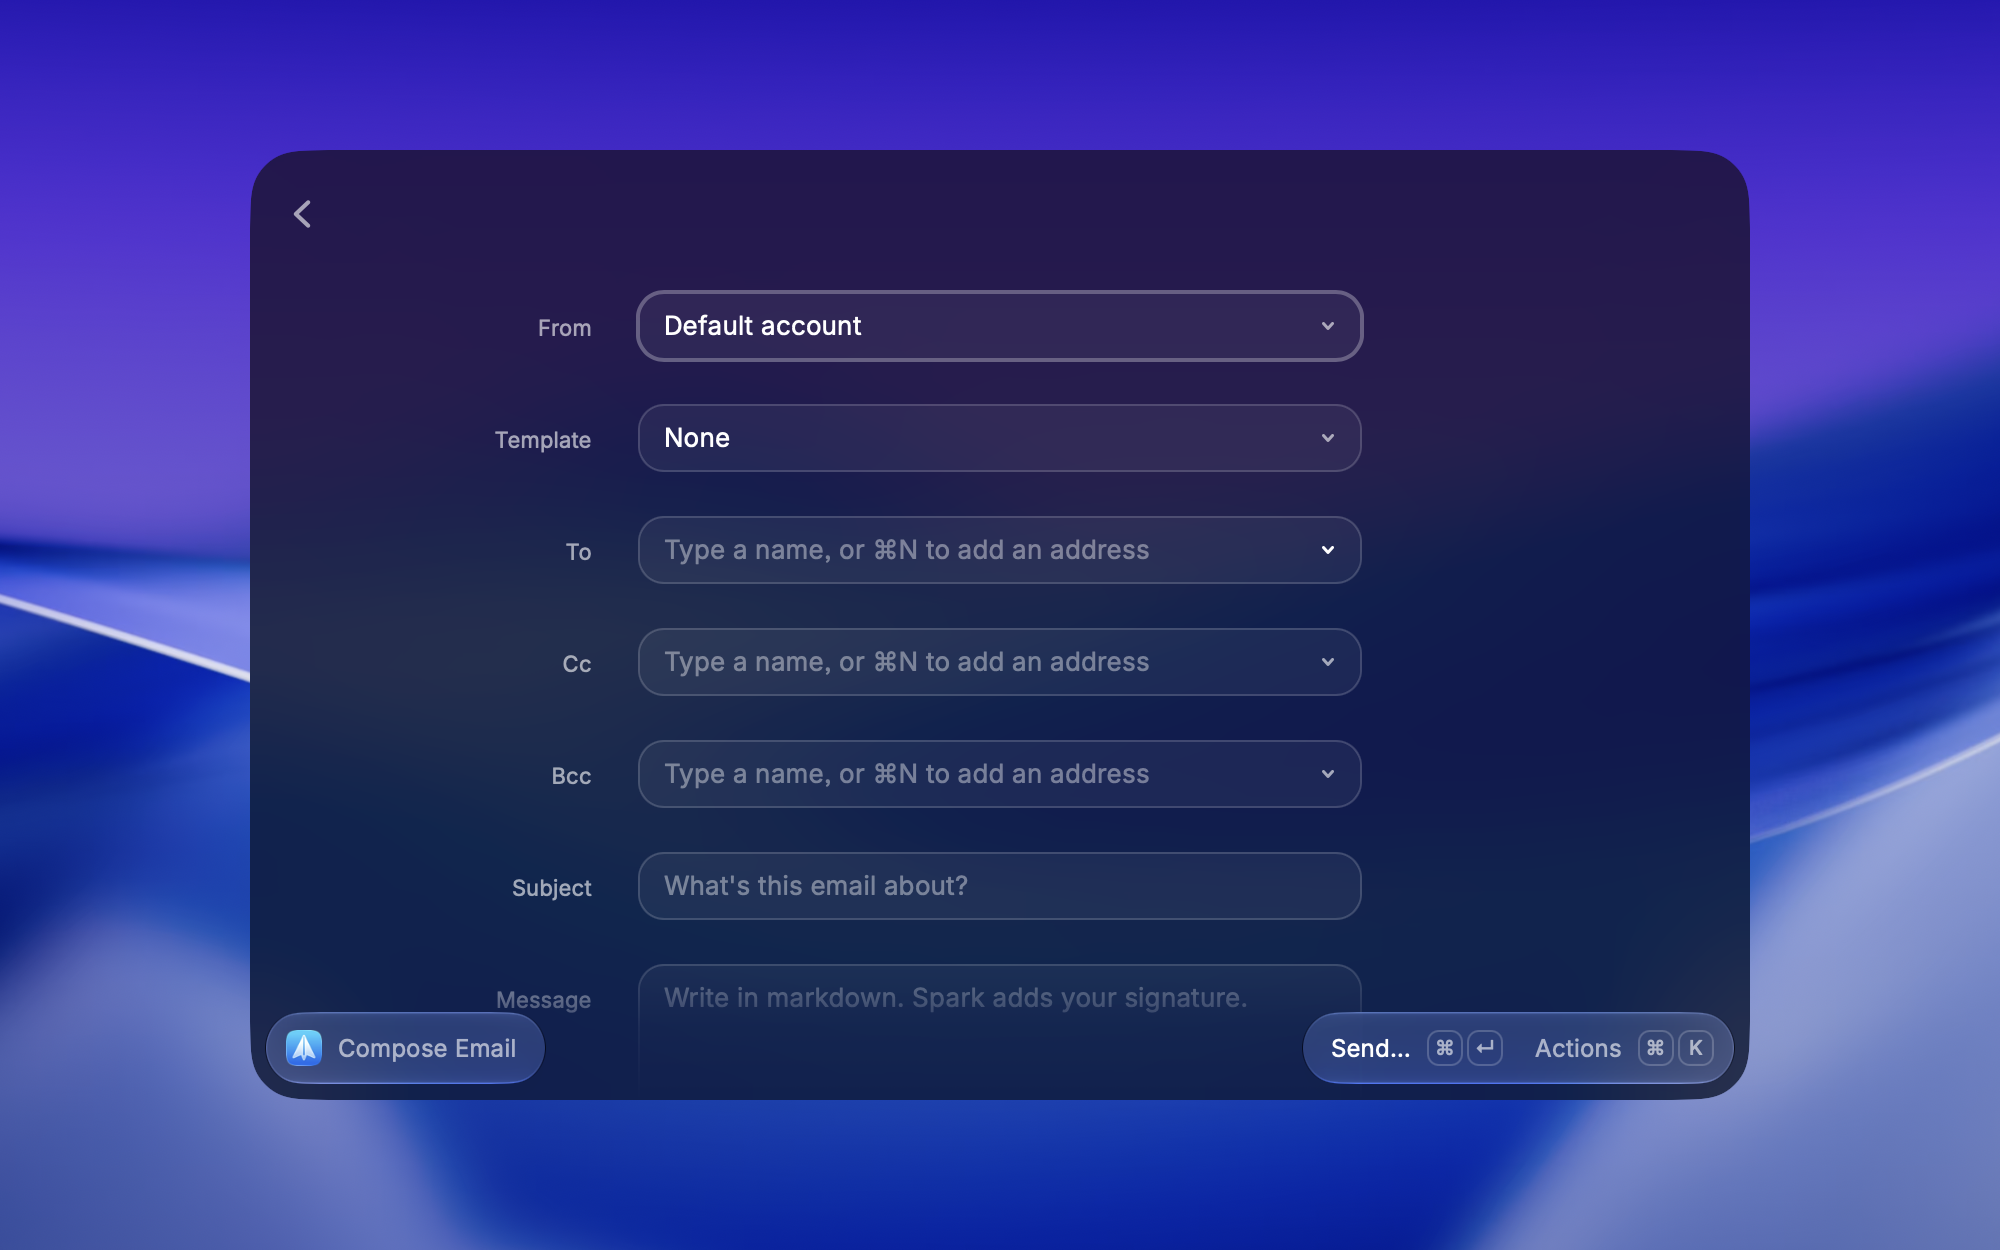 From
Default account
Template
None
To
Type a name, or ⌘N to add an address
Cc
Type a name, or ⌘N to add an address
Bcc
Type a name, or ⌘N to add an address
Subject
What's this email about?
Message
Write in markdown. Spark adds your signature.
Compose Email
Send... ⌘ ↵ Actions ⌘ K